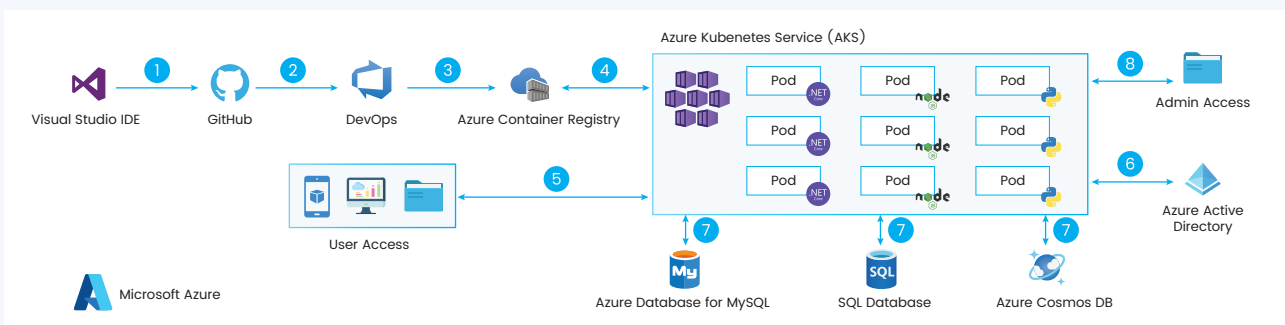 Azure Kubenetes Service (AKS)
1
2
3
4
8
Visual Studio IDE
GitHub
DevOps
Azure Container Registry
Admin Access
Pod
.NET
Core
Pod
node
JS
Pod
Pod
.NET
Core
Pod
node
JS
Pod
Pod
.NET
Core
Pod
node
JS
Pod
5
6
User Access
Azure Active
Directory
7
7
7
My
SQL
Azure Database for MySQL
SQL Database
Azure Cosmos DB
Microsoft Azure